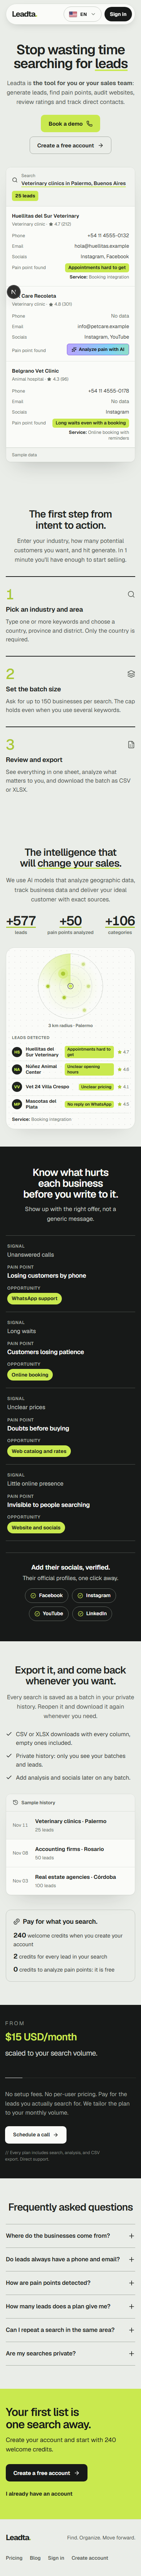 Leadta.
EN
Sign in
Stop wasting time
searching for leads
Leadta is the tool for you or your sales team:
generate leads, find pain points, audit websites,
review ratings and track direct contacts.
Book a demo
Create a free account
Search
Veterinary clinics in Palermo, Buenos Aires
25 leads
Huellitas del Sur Veterinary
Veterinary clinic 4.7 (212)
Phone +54 11 4555-0132
Email hola@huellitas.example
Socials Instagram, Facebook
Pain point found Appointments hard to get
Service: Booking integration
N
Care Recoleta
Veterinary clinic 4.8 (301)
Phone No data
Email info@petcare.example
Socials Instagram, YouTube
Pain point found Analyze pain with AI
Belgrano Vet Clinic
Animal hospital 4.3 (98)
Phone +54 11 4555-0178
Email No data
Socials Instagram
Pain point found Long waits even with a booking
Service: Online booking with
reminders
Sample data
The first step from
intent to action.
Enter your industry, how many potential
customers you want, and hit generate. In 1
minute you'll have enough to start selling.
1
Pick an industry and area
Type one or more keywords and choose a
country, province and district. Only the country is
required.
2
Set the batch size
Ask for up to 150 businesses per search. The cap
holds even when you use several keywords.
3
Review and export
See everything in one sheet, analyze what
matters to you, and download the batch as CSV
or XLSX.
The intelligence that
will change your sales.
We use AI models that analyze geographic data,
track business data and deliver your ideal
customer with exact sources.
+577
leads
+50
pain points analyzed
+106
categories
3 km radius · Palermo
LEADS DETECTED
HS
Huellitas del
Sur Veterinary
Appointments hard to
get
4.7
NA
Núñez Animal
Center
Unclear opening
hours
4.6
VV
Vet 24 Villa Crespo
Unclear pricing
4.1
MP
Mascotas del
Plata
No reply on WhatsApp
4.5
Service: Booking integration
Know what hurts
each business
before you write to it.
Show up with the right offer, not a
generic message.
SIGNAL
Unanswered calls
PAIN POINT
Losing customers by phone
OPPORTUNITY
WhatsApp support
SIGNAL
Long waits
PAIN POINT
Customers losing patience
OPPORTUNITY
Online booking
SIGNAL
Unclear prices
PAIN POINT
Doubts before buying
OPPORTUNITY
Web catalog and rates
SIGNAL
Little online presence
PAIN POINT
Invisible to people searching
OPPORTUNITY
Website and socials
Add their socials, verified.
Their official profiles, one click away.
Facebook
Instagram
YouTube
LinkedIn
Export it, and come back
whenever you want.
Every search is saved as a batch in your private
history. Reopen it and download it again
whenever you need.
CSV or XLSX downloads with every column,
empty ones included.
Private history: only you see your batches
and leads.
Add analysis and socials later on any batch.
Sample history
Nov 11
Veterinary clinics · Palermo
25 leads
Nov 08
Accounting firms · Rosario
50 leads
Nov 03
Real estate agencies · Córdoba
100 leads
Pay for what you search.
240 welcome credits when you create your
account
2 credits for every lead in your search
0 credits to analyze pain points: it is free
FROM
$15 USD/month
scaled to your search volume.
No setup fees. No per-user pricing. Pay for the
leads you actually search for. We tailor the plan
to your monthly volume.
Schedule a call
// Every plan includes search, analysis, and CSV
export. Direct support.
Frequently asked questions
Where do the businesses come from?
Do leads always have a phone and email?
How are pain points detected?
How many leads does a plan give me?
Can I repeat a search in the same area?
Are my searches private?
Your first list is
one search away.
Create your account and start with 240
welcome credits.
Create a free account
I already have an account
Leadta.
Find. Organize. Move forward.
Pricing Blog Sign in Create account